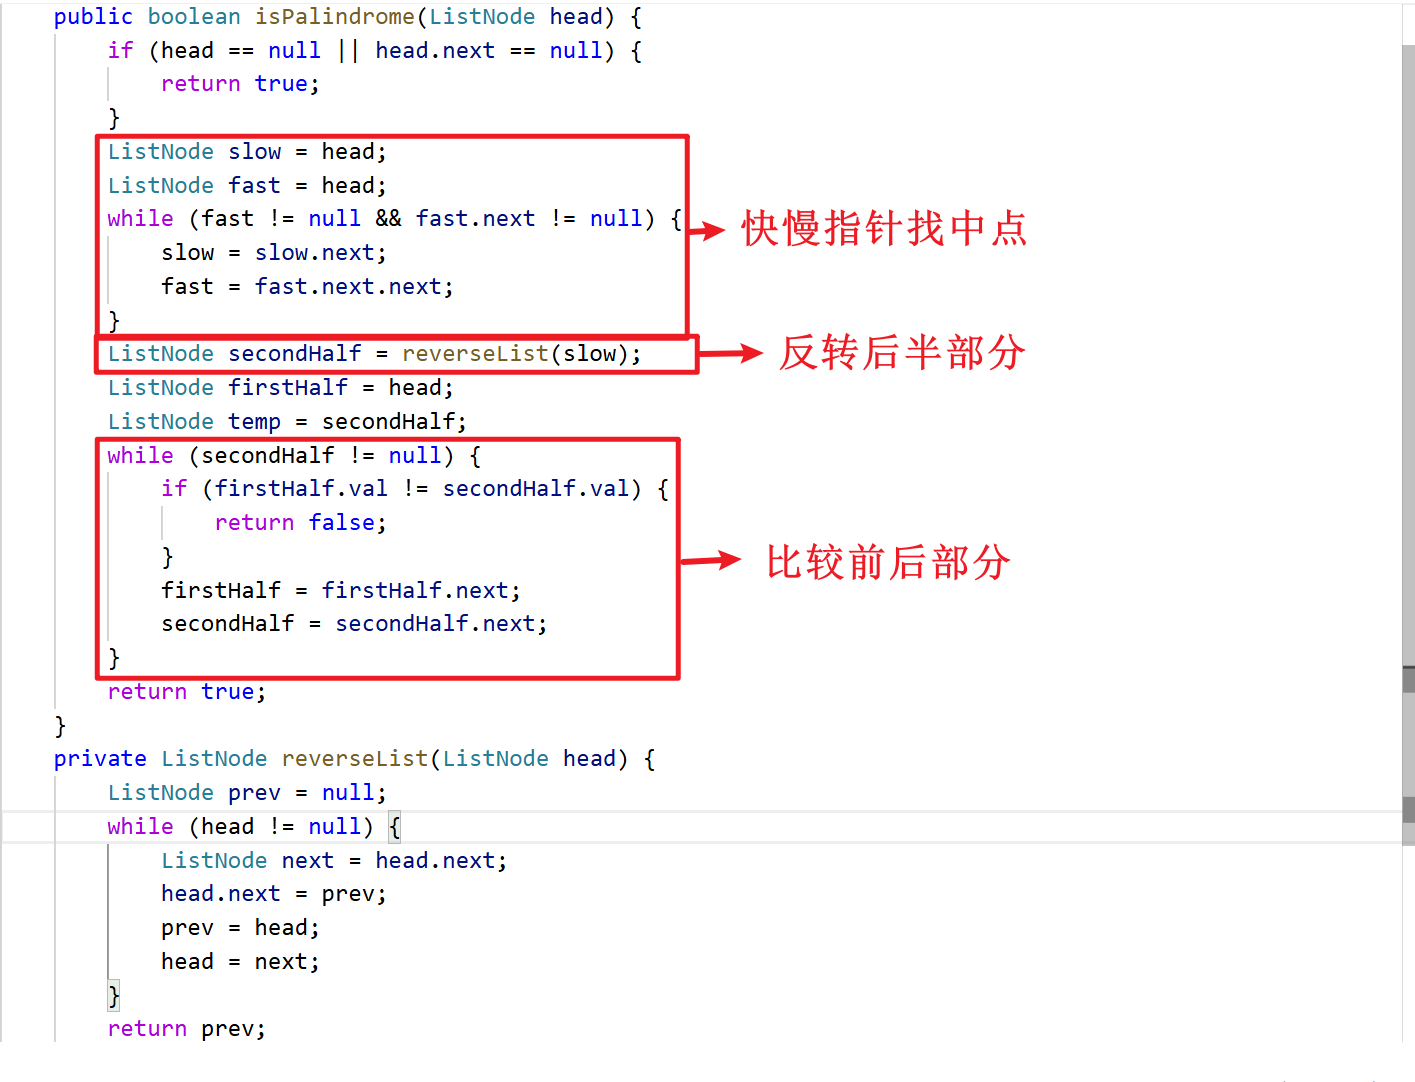 public boolean isPalindrome(ListNode head) {
if (head == null || head.next == null) {
return true;
}
ListNode slow = head;
ListNode fast = head;
while (fast != null && fast.next != null) {
快慢指针找中点
slow = slow.next;
fast = fast.next.next;
}
ListNode secondHalf = reverseList(slow);
反转后半部分
ListNode firstHalf = head;
ListNode temp = secondHalf;
while (secondHalf != null) {
if (firstHalf.val != secondHalf.val) {
return false;
}
比较前后部分
firstHalf = firstHalf.next;
secondHalf = secondHalf.next;
}
return true;
}
private ListNode reverseList(ListNode head) {
ListNode prev = null;
while (head != null) {
ListNode next = head.next;
head.next = prev;
prev = head;
head = next;
}
return prev;